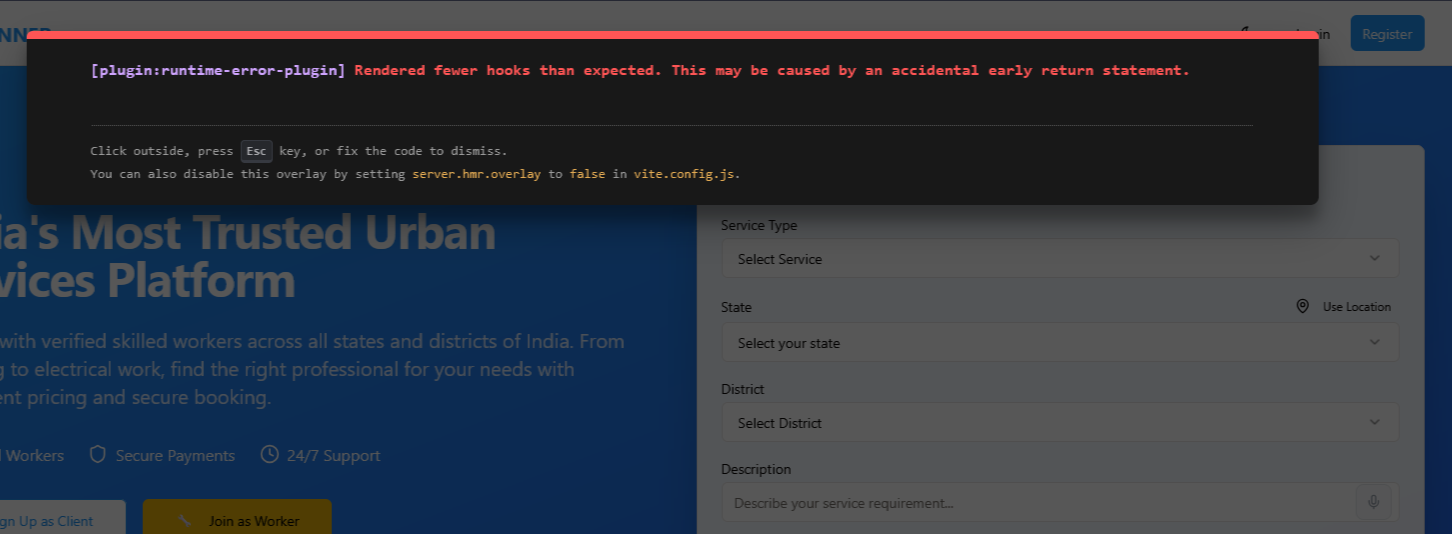 [plugin:runtime-error-plugin] Rendered fewer hooks than expected. This may be caused by an accidental early return statement.
Click outside, press Esc key, or fix the code to dismiss.
You can also disable this overlay by setting server.hmr.overlay to false in vite.config.js.
Register
ia's Most Trusted Urban
vices Platform
with verified skilled workers across all states and districts of India. From
g to electrical work, find the right professional for your needs with
ent pricing and secure booking.
l Workers Secure Payments 24/7 Support
gn Up as Client Join as Worker
Service Type
Select Service
State Use Location
Select your state
District
Select District
Description
Describe your service requirement...